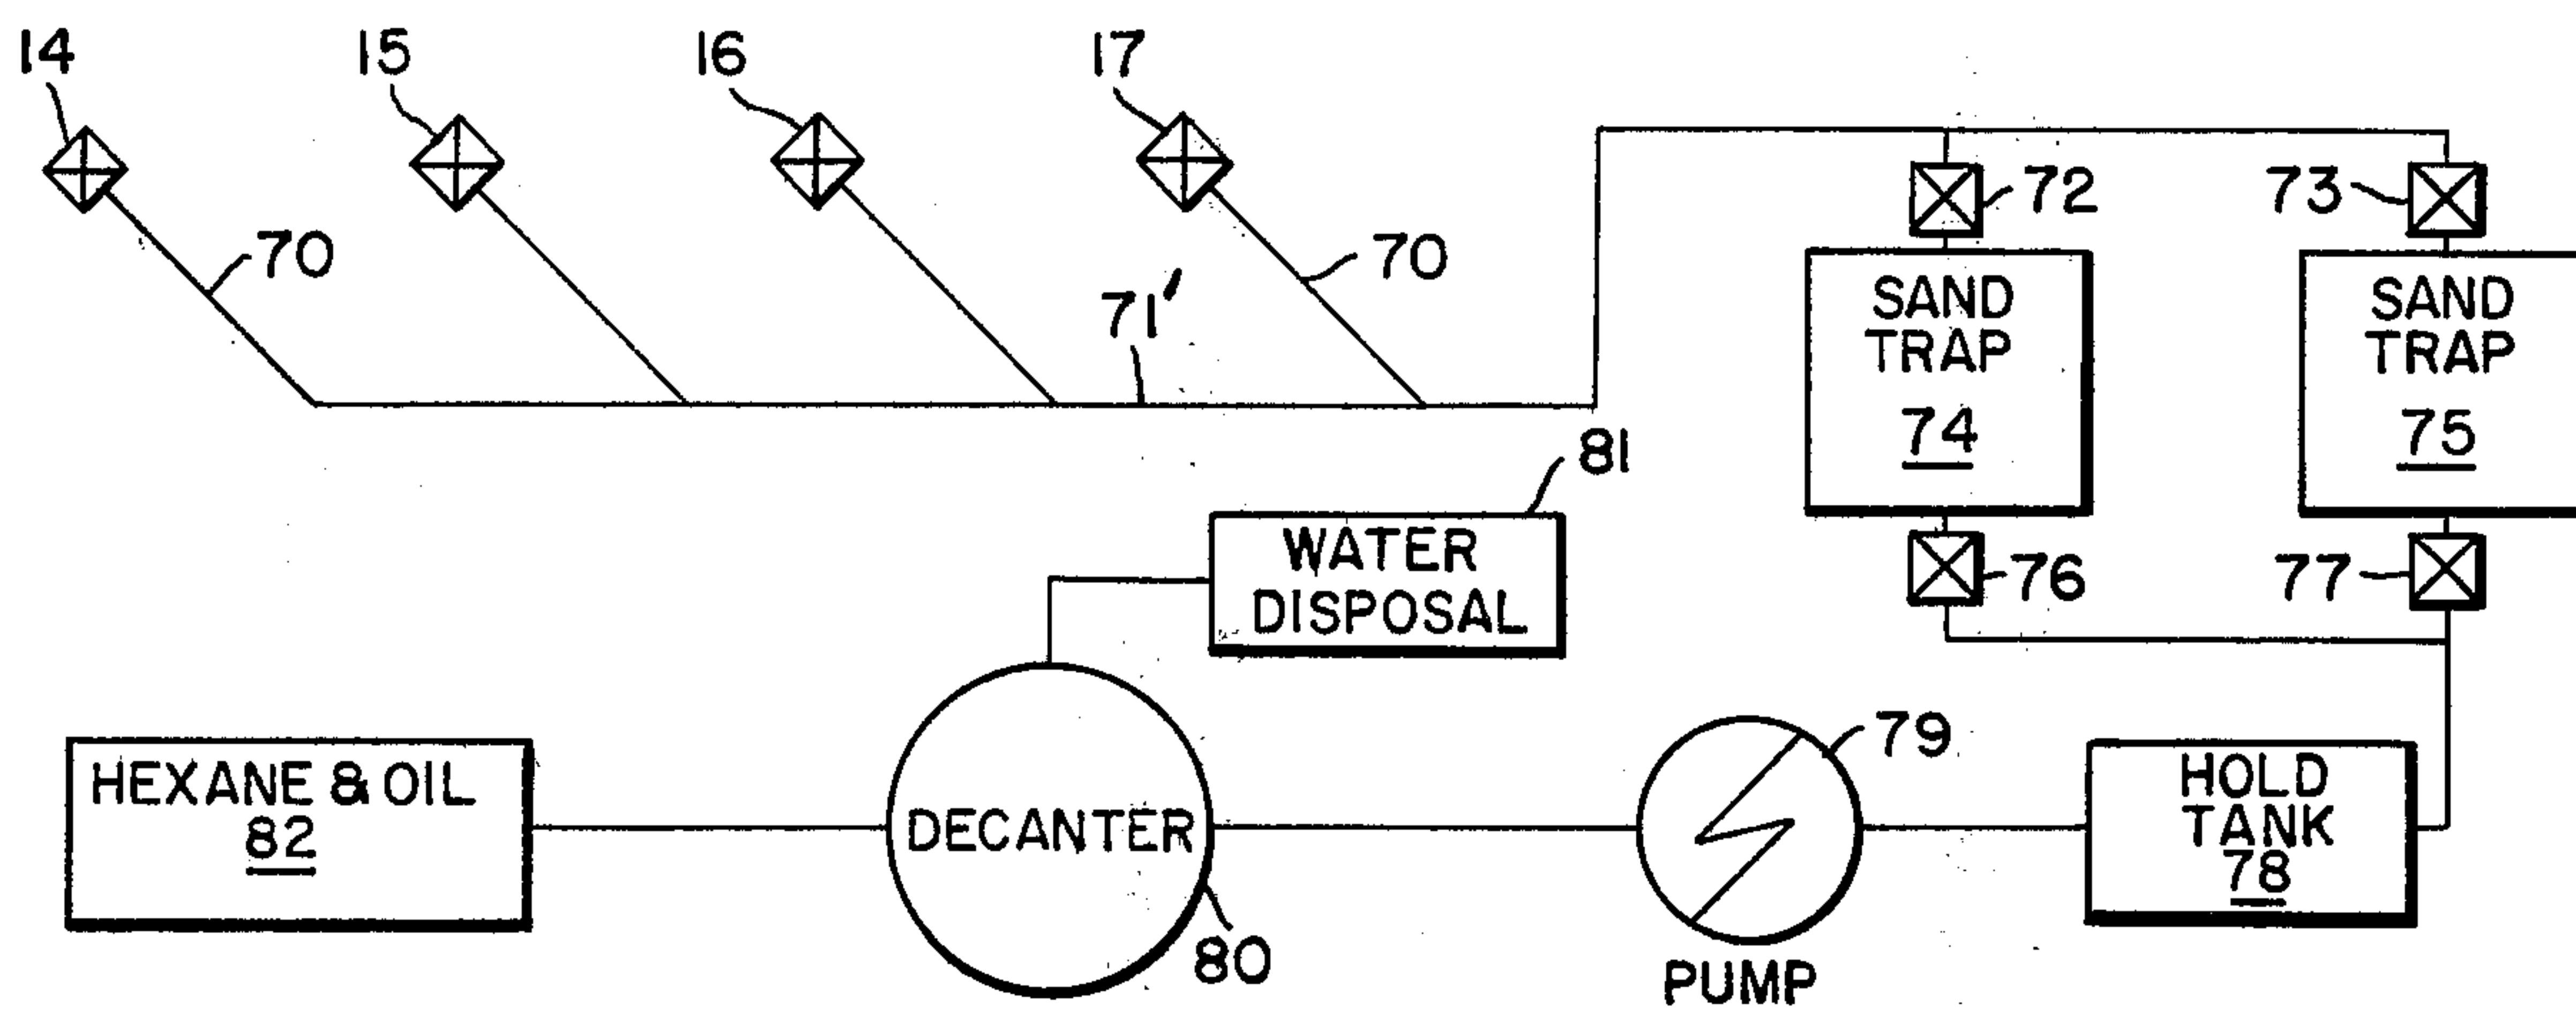 14
15
16
17
70
70
71'
72
73
SAND
TRAP
74
SAND
TRAP
75
76
77
81
WATER
DISPOSAL
HEXANE & OIL
82
DECANTER
80
79
PUMP
HOLD
TANK
78